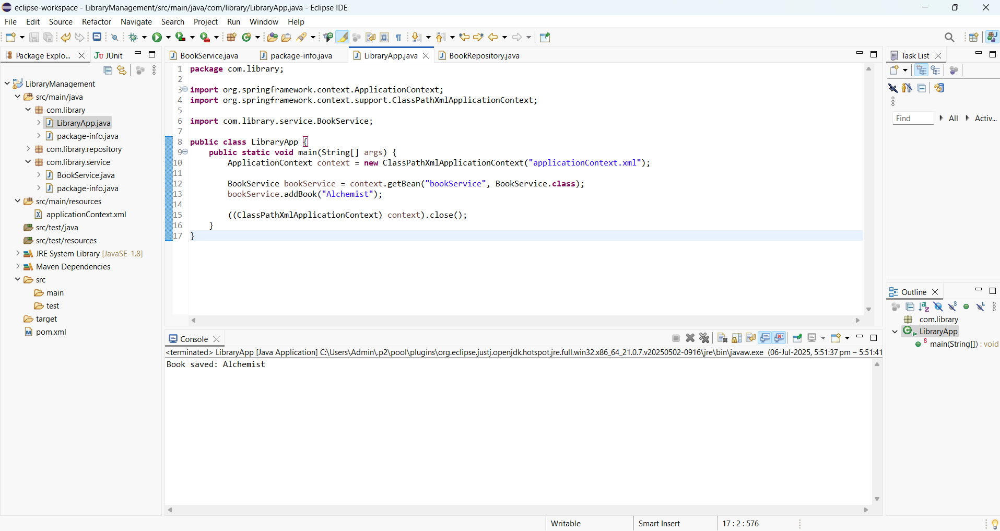 eclipse-workspace - LibraryManagement/src/main/java/com/library/LibraryApp.java - Eclipse IDE
File Edit Source Refactor Navigate Search Project Run Window Help
Package Explo... JUnit
LibraryManagement
src/main/java
com.library
LibraryApp.java
package-info.java
com.library.repository
com.library.service
BookService.java
package-info.java
src/main/resources
applicationContext.xml
src/test/java
src/test/resources
JRE System Library [JavaSE-1.8]
Maven Dependencies
src
main
test
target
pom.xml
BookService.java package-info.java LibraryApp.java BookRepository.java
1 package com.library;
2
3 import org.springframework.context.ApplicationContext;
4 import org.springframework.context.support.ClassPathXmlApplicationContext;
5
6 import com.library.service.BookService;
7
8 public class LibraryApp {
9     public static void main(String[] args) {
10         ApplicationContext context = new ClassPathXmlApplicationContext("applicationContext.xml");
11
12         BookService bookService = context.getBean("bookService", BookService.class);
13         bookService.addBook("Alchemist");
14
15         ((ClassPathXmlApplicationContext) context).close();
16     }
17 }
Console
<terminated> LibraryApp [Java Application] C:\Users\Admin\.p2\pool\plugins\org.eclipse.justj.openjdk.hotspot.jre.full.win32.x86_64_21.0.7.v20250502-0916\jre\bin\javaw.exe (06-Jul-2025, 5:51:37 pm – 5:51:41
Book saved: Alchemist
Task List
Find All Activ...
Outline
com.library
LibraryApp
main(String[]) : void
Writable Smart Insert 17 : 2 : 576